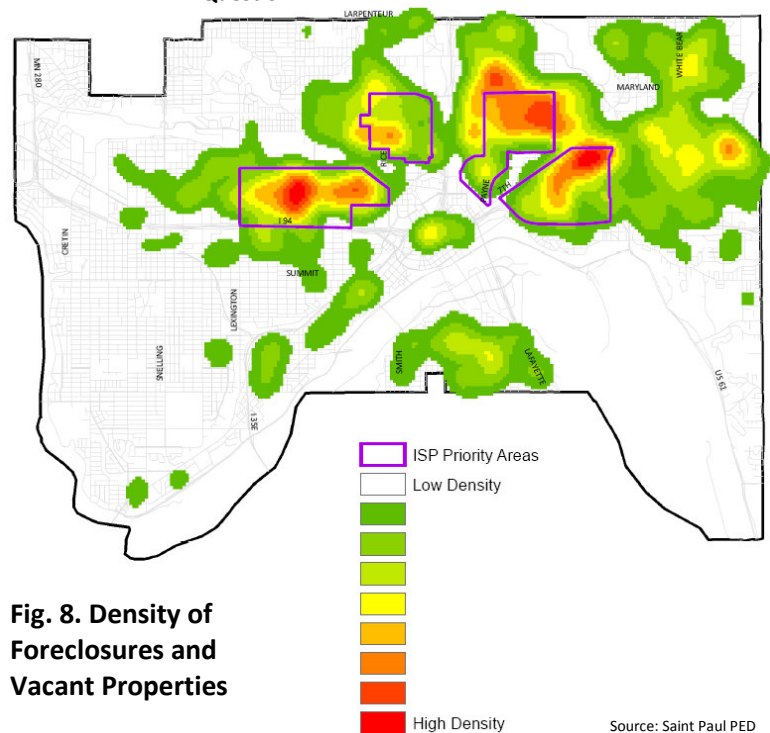 LARPENTEUR
MN 280
WHITE BEAR
MARYLAND
RICE
7TH
I 94
CRETIN
SUMMIT
LEXINGTON
SNELLING
SMITH
LAFAYETTE
US 61
I 35E
ISP Priority Areas
Low Density
High Density
Fig. 8. Density of
Foreclosures and
Vacant Properties
Source: Saint Paul PED